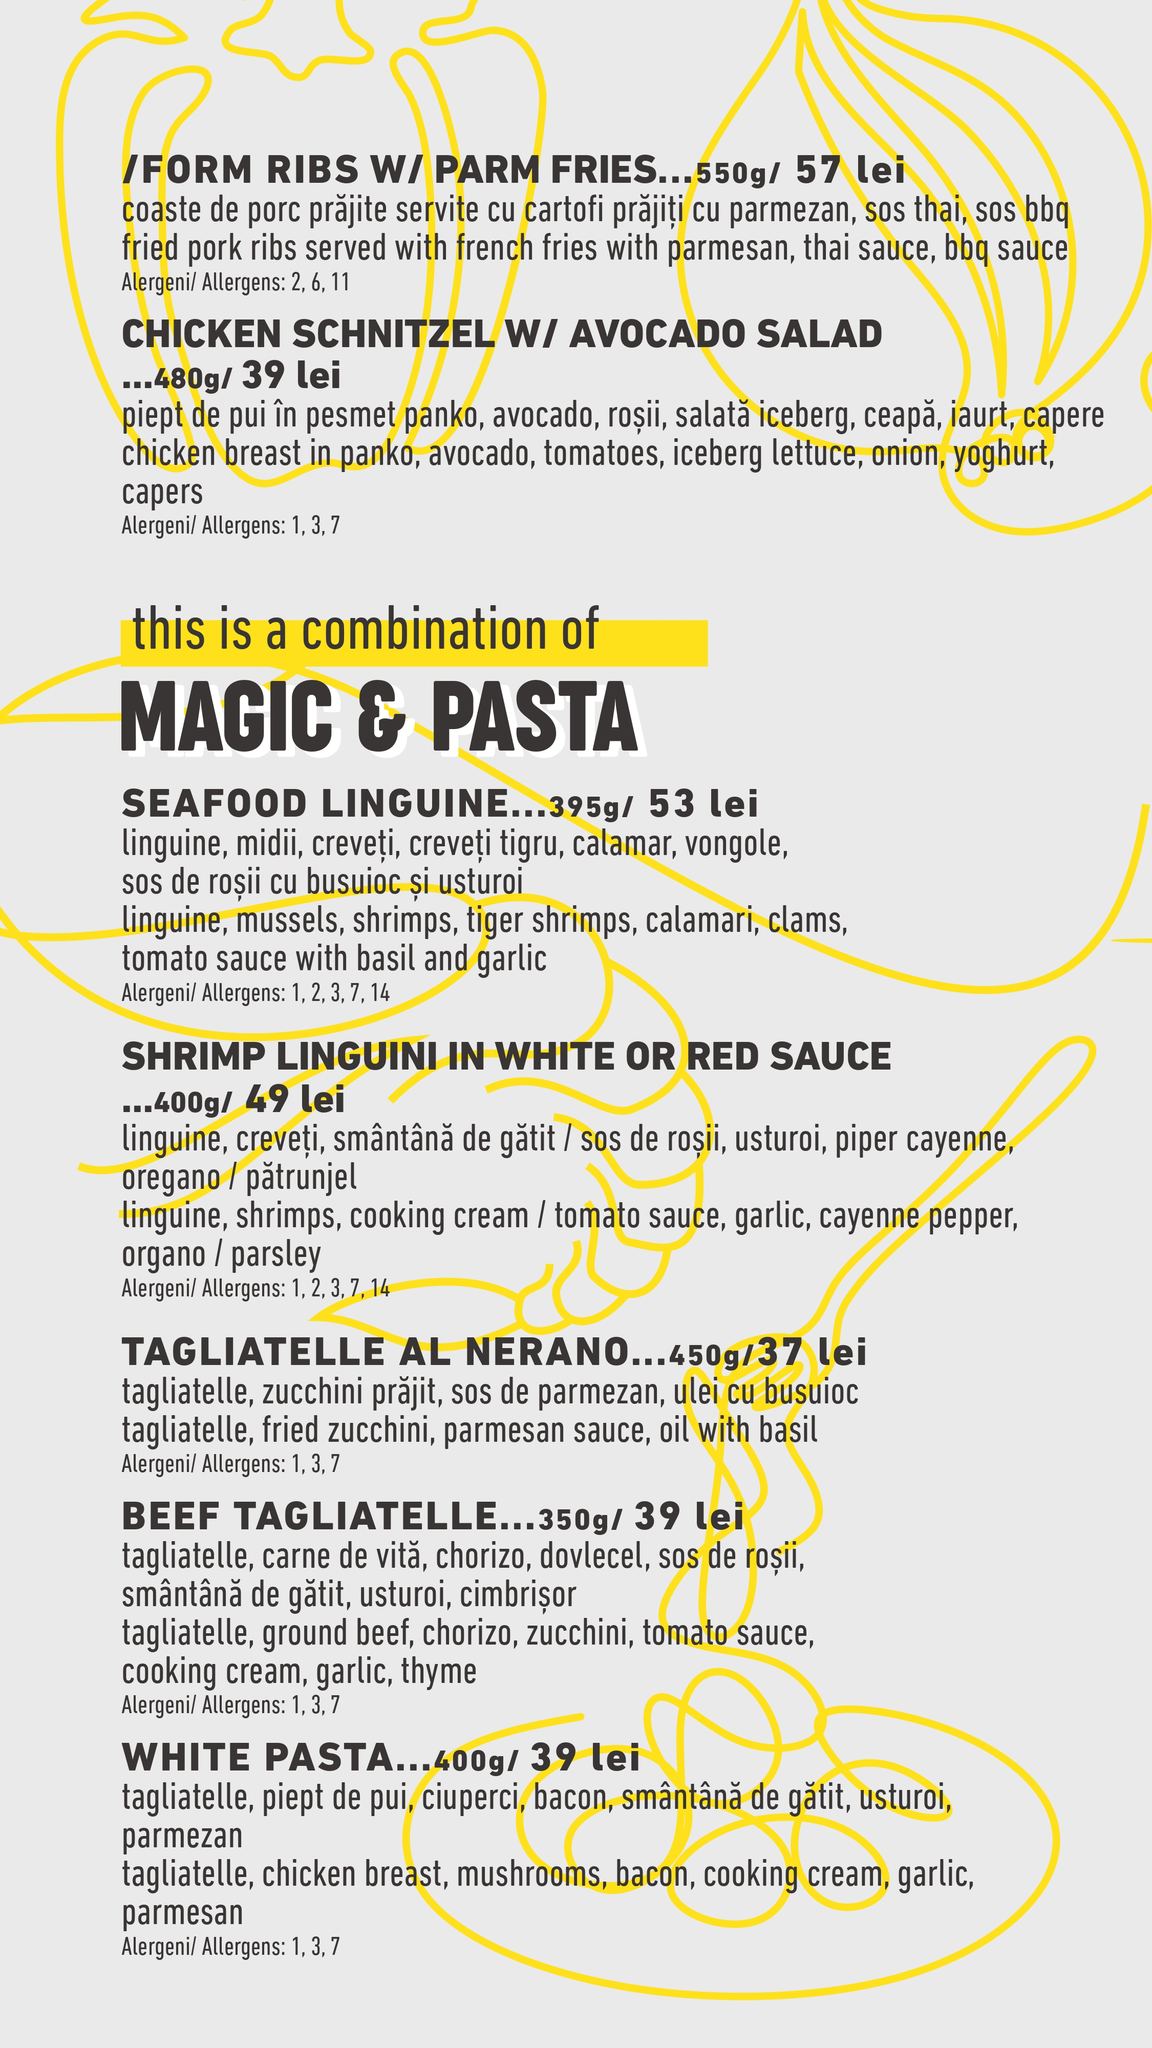 /FORM RIBS W/ PARM FRIES...550g/ 57 lei
coaste de porc prăjite servite cu cartofi prăjiți cu parmezan, sos thai, sos bbq
fried pork ribs served with french fries with parmesan, thai sauce, bbq sauce
Alergeni/ Allergens: 2, 6, 11
CHICKEN SCHNITZEL W/ AVOCADO SALAD
...480g/ 39 lei
piept de pui în pesmet panko, avocado, roșii, salată iceberg, ceapă, iaurt, capere
chicken breast in panko, avocado, tomatoes, iceberg lettuce, onion, yoghurt,
capers
Alergeni/ Allergens: 1, 3, 7
this is a combination of
MAGIC & PASTA
SEAFOOD LINGUINE...395g/ 53 lei
linguine, midii, creveți, creveți tigru, calamar, vongole,
sos de roșii cu busuioc și usturoi
linguine, mussels, shrimps, tiger shrimps, calamari, clams,
tomato sauce with basil and garlic
Alergeni/ Allergens: 1, 2, 3, 7, 14
SHRIMP LINGUINI IN WHITE OR RED SAUCE
...400g/ 49 lei
linguine, creveți, smântână de gătit / sos de roșii, usturoi, piper cayenne,
oregano / pătrunjel
linguine, shrimps, cooking cream / tomato sauce, garlic, cayenne pepper,
organo / parsley
Alergeni/ Allergens: 1, 2, 3, 7, 14
TAGLIATELLE AL NERANO...450g/37 lei
tagliatelle, zucchini prăjit, sos de parmezan, ulei cu busuioc
tagliatelle, fried zucchini, parmesan sauce, oil with basil
Alergeni/ Allergens: 1, 3, 7
BEEF TAGLIATELLE...350g/ 39 lei
tagliatelle, carne de vită, chorizo, dovlecel, sos de roșii,
smântână de gătit, usturoi, cimbrișor
tagliatelle, ground beef, chorizo, zucchini, tomato sauce,
cooking cream, garlic, thyme
Alergeni/ Allergens: 1, 3, 7
WHITE PASTA...400g/ 39 lei
tagliatelle, piept de pui, ciuperci, bacon, smântână de gătit, usturoi,
parmezan
tagliatelle, chicken breast, mushrooms, bacon, cooking cream, garlic,
parmesan
Alergeni/ Allergens: 1, 3, 7